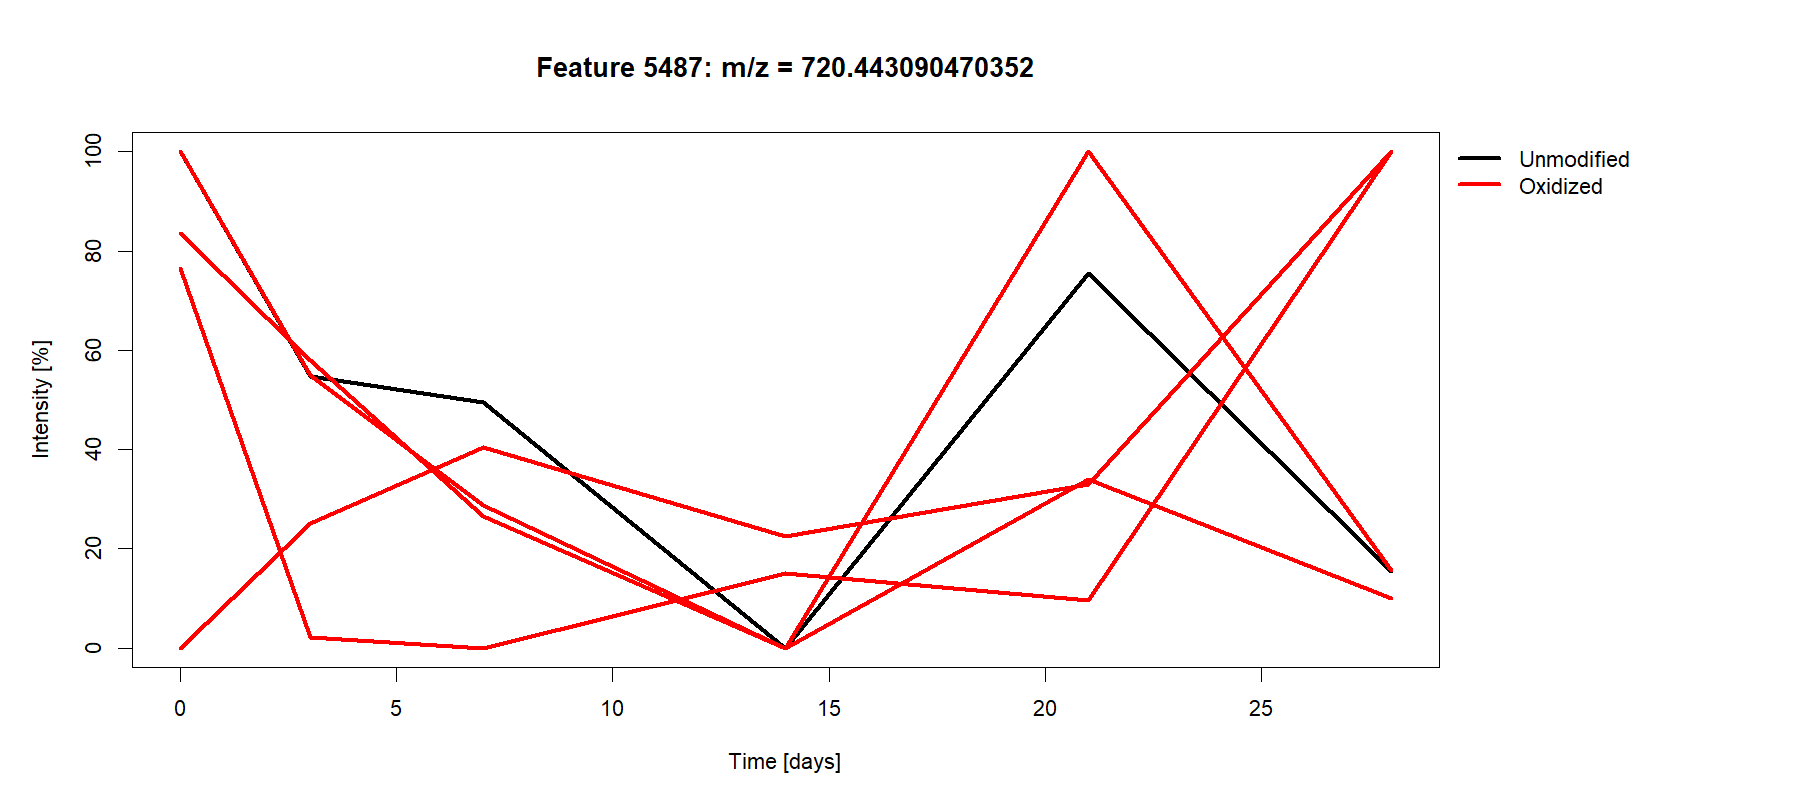 Feature 5487: m/z = 720.443090470352
Unmodified
Oxidized
Intensity [%]
100
80
60
40
20
0
0 5 10 15 20 25
Time [days]